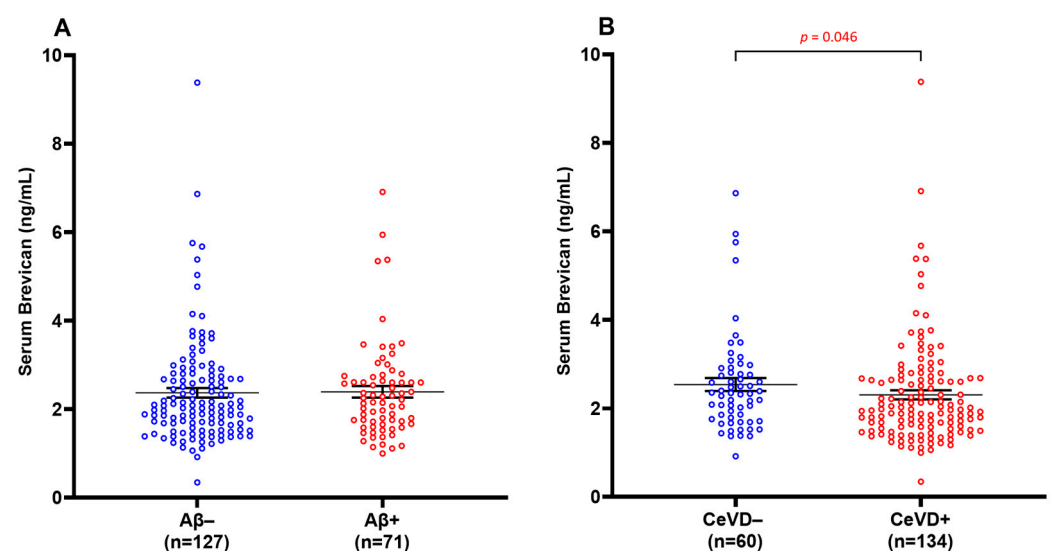 A
Serum Brevican (ng/mL)
10
8
6
4
2
0
Aβ–
(n=127)
Aβ+
(n=71)
B
p = 0.046
Serum Brevican (ng/mL)
10
8
6
4
2
0
CeVD–
(n=60)
CeVD+
(n=134)